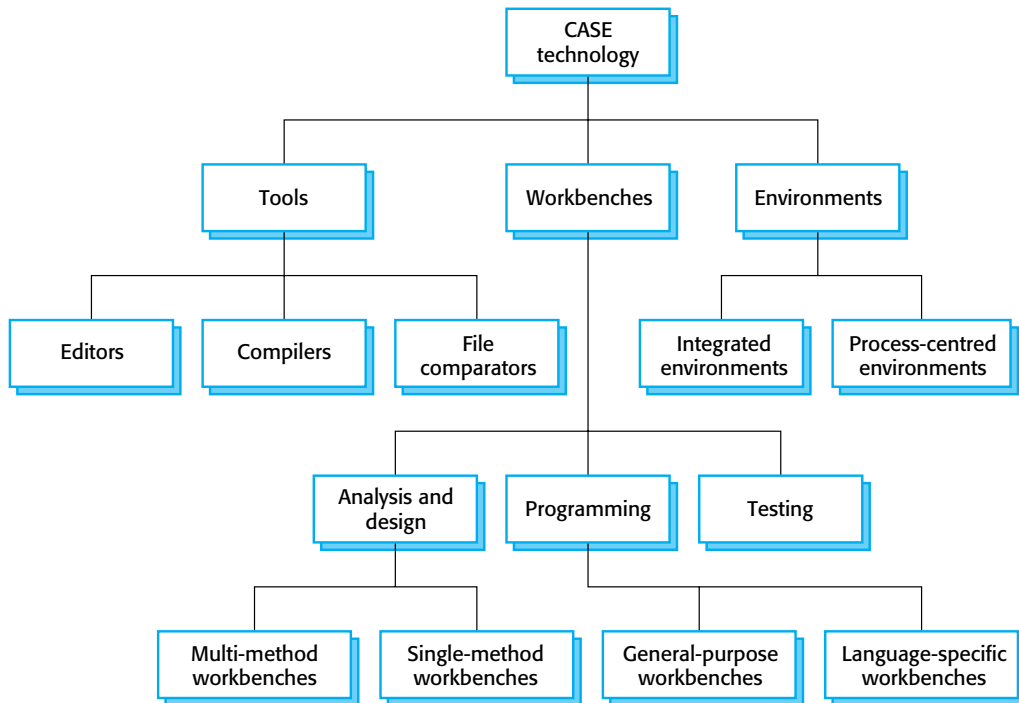 CASE
technology
Tools
Workbenches
Environments
Editors
Compilers
File
comparators
Integrated
environments
Process-centred
environments
Analysis and
design
Programming
Testing
Multi-method
workbenches
Single-method
workbenches
General-purpose
workbenches
Language-specific
workbenches